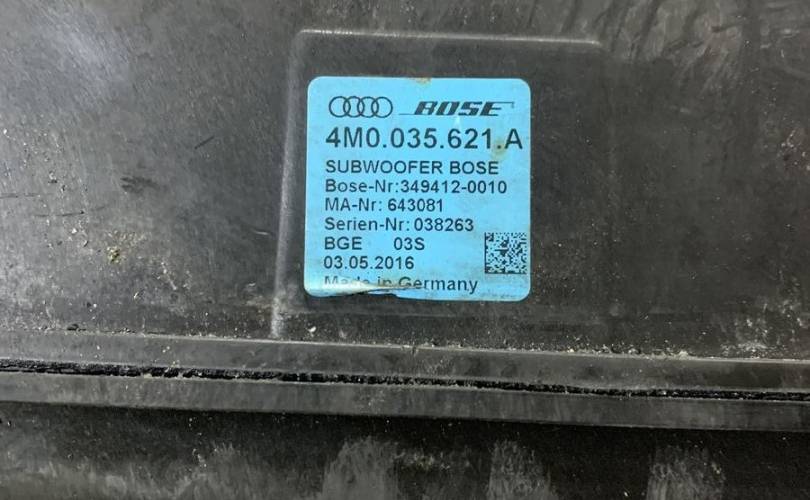 BOSE
4M0.035.621.A
SUBWOOFER BOSE
Bose-Nr:349412-0010
MA-Nr: 643081
Serien-Nr: 038263
BGE 03S
03.05.2016
Made in Germany